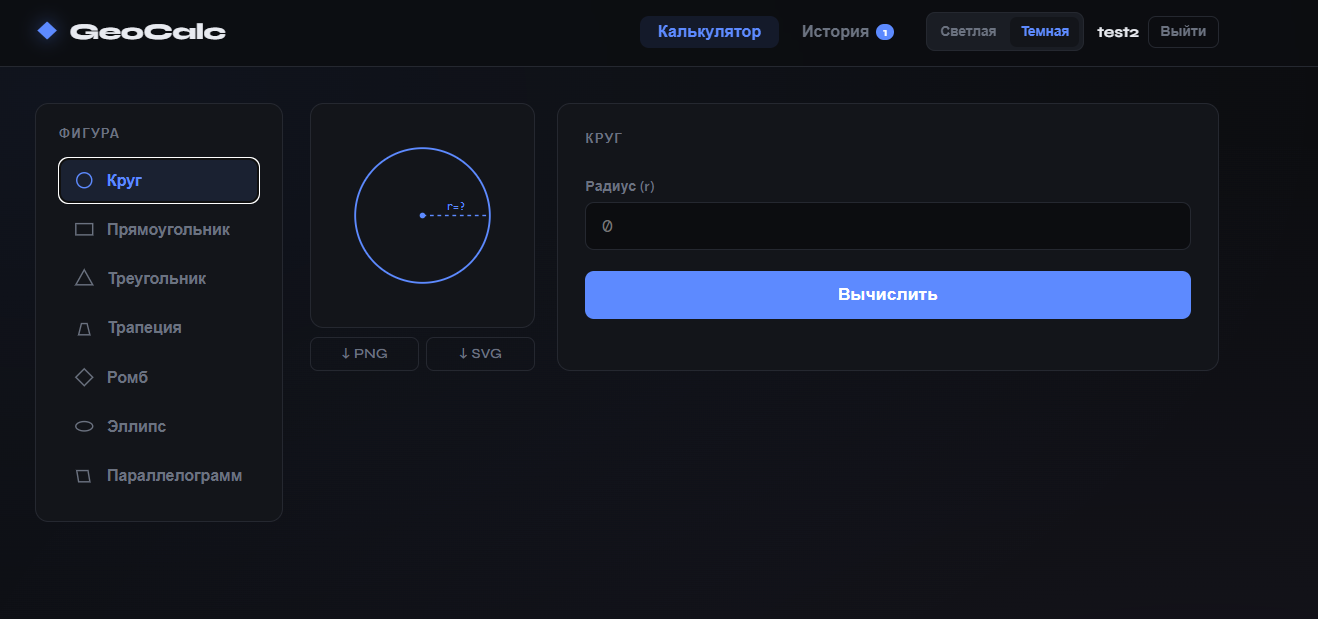 GeoCalc
Калькулятор
История 1
Светлая
Темная
test2
Выйти
ФИГУРА
Круг
Прямоугольник
Треугольник
Трапеция
Ромб
Эллипс
Параллелограмм
r=?
↓ PNG
↓ SVG
КРУГ
Радиус (r)
0
Вычислить